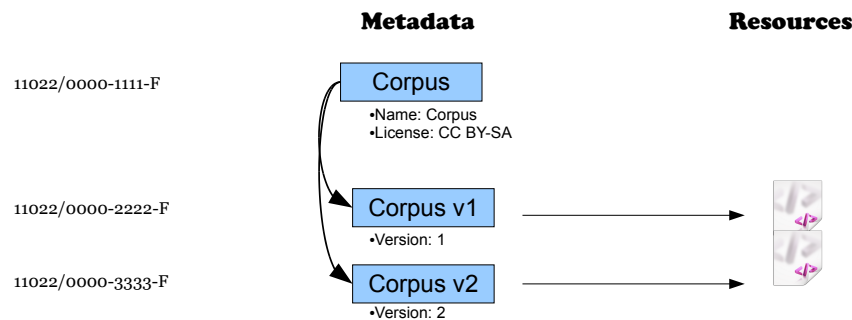 Metadata Resources
11022/0000-1111-F Corpus
•Name: Corpus
•License: CC BY-SA
11022/0000-2222-F Corpus v1
•Version: 1
11022/0000-3333-F Corpus v2
•Version: 2